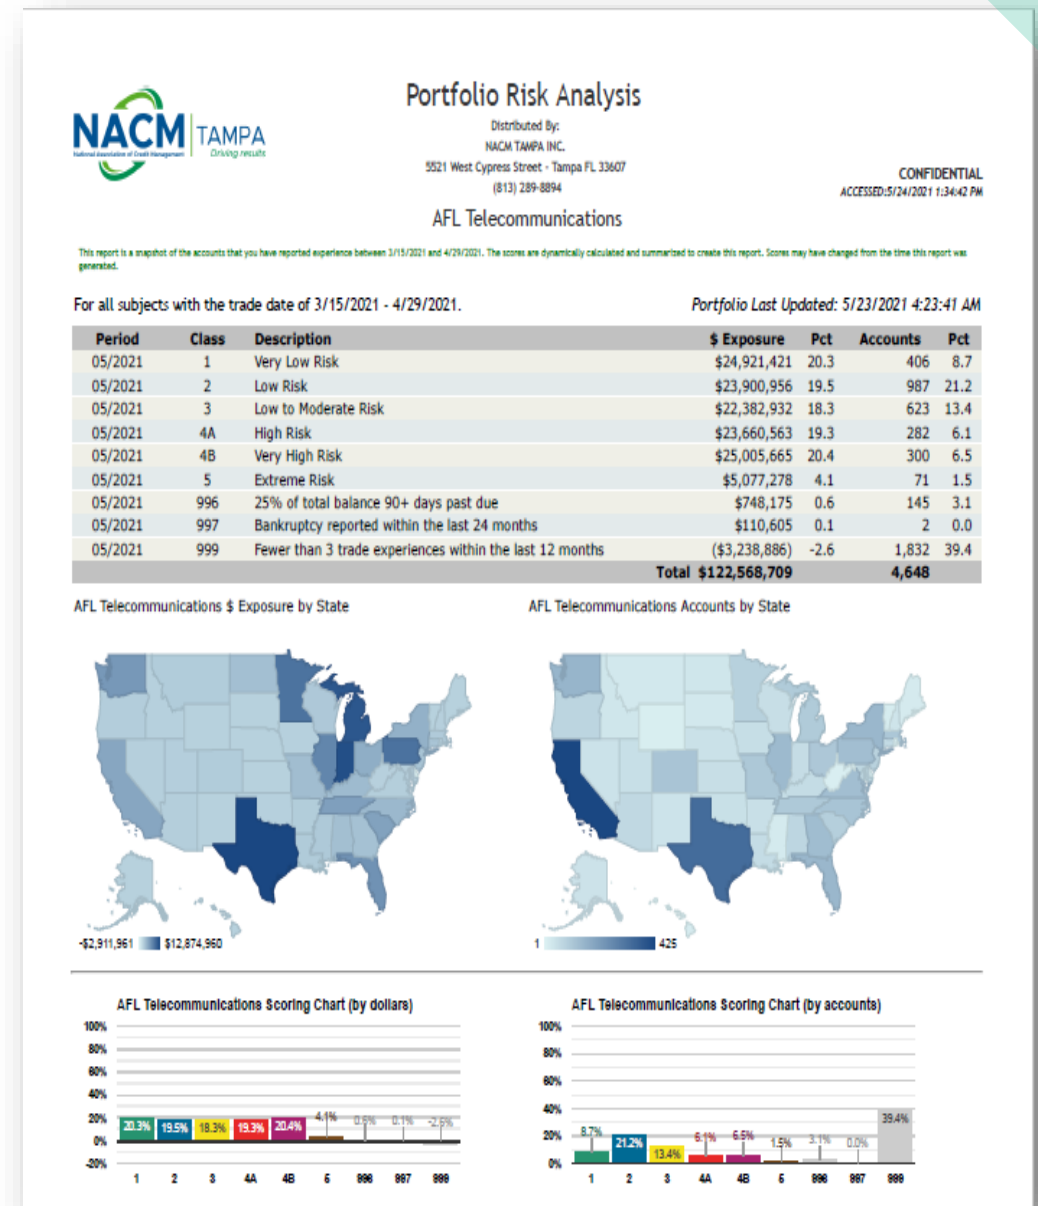 NACM TAMPA
National Association of Credit Management
Driving results
Portfolio Risk Analysis
Distributed By:
NACM TAMPA INC.
5521 West Cypress Street - Tampa FL 33607
(813) 289-8894
CONFIDENTIAL
ACCESSED:5/24/2021 1:34:42 PM
AFL Telecommunications
This report is a snapshot of the accounts that you have reported experience between 3/15/2021 and 4/29/2021. The scores are dynamically calculated and summarized to create this report. Scores may have changed from the time this report was
generated.
For all subjects with the trade date of 3/15/2021 - 4/29/2021. Portfolio Last Updated: 5/23/2021 4:23:41 AM
Period Class Description $ Exposure Pct Accounts Pct
05/2021 1 Very Low Risk $24,921,421 20.3 406 8.7
05/2021 2 Low Risk $23,900,956 19.5 987 21.2
05/2021 3 Low to Moderate Risk $22,382,932 18.3 623 13.4
05/2021 4A High Risk $23,660,563 19.3 282 6.1
05/2021 4B Very High Risk $25,005,665 20.4 300 6.5
05/2021 5 Extreme Risk $5,077,278 4.1 71 1.5
05/2021 996 25% of total balance 90+ days past due $748,175 0.6 145 3.1
05/2021 997 Bankruptcy reported within the last 24 months $110,605 0.1 2 0.0
05/2021 999 Fewer than 3 trade experiences within the last 12 months ($3,238,886) -2.6 1,832 39.4
Total $122,568,709 4,648
AFL Telecommunications $ Exposure by State
-$2,911,961 $12,874,960
AFL Telecommunications Accounts by State
1 425
AFL Telecommunications Scoring Chart (by dollars)
100%
80%
60%
40%
20%
0%
-20%
20.3% 19.5% 18.3% 19.3% 20.4% 4.1% 0.6% 0.1% -2.6%
1 2 3 4A 4B 5 996 997 999
AFL Telecommunications Scoring Chart (by accounts)
100%
80%
60%
40%
20%
0%
8.7% 21.2% 13.4% 6.1% 6.5% 1.5% 3.1% 0.0% 39.4%
1 2 3 4A 4B 5 996 997 999